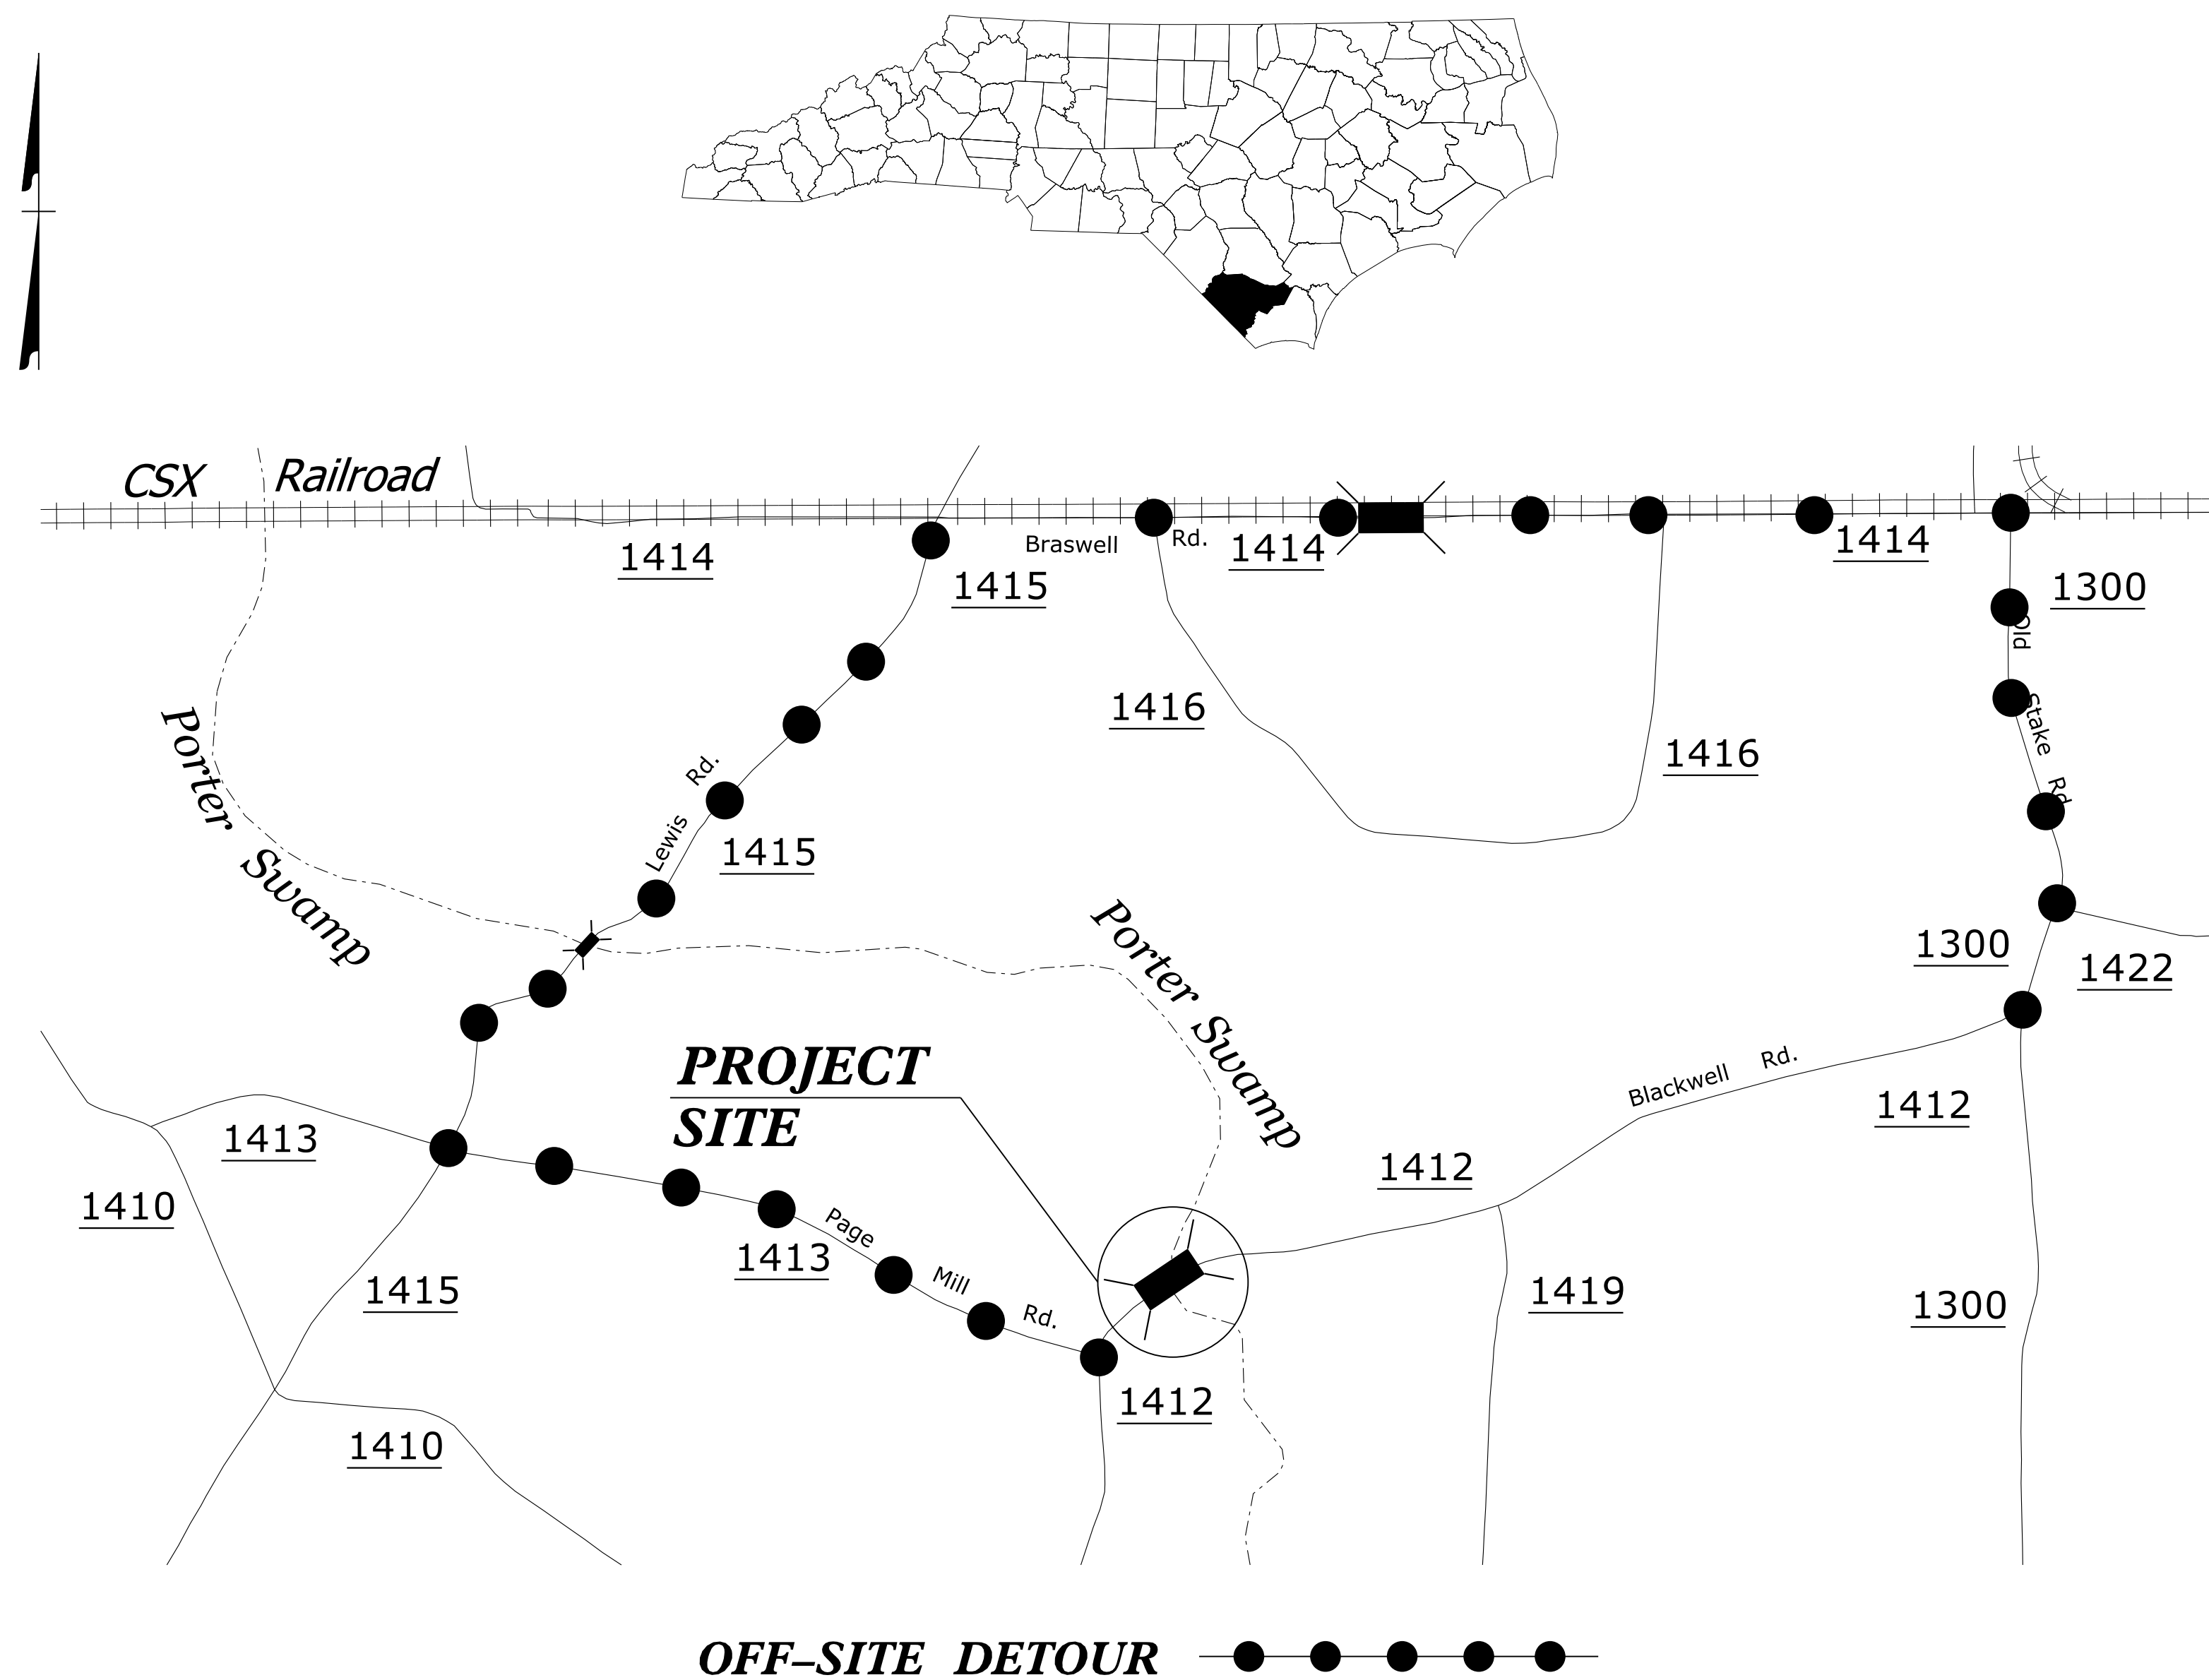 CSX Railroad
1414
Braswell Rd.
1414
1414
1415
1300
Old Stake Rd
Porter Swamp
1416
1416
Lewis Rd.
1415
Porter Swamp
1300
1422
PROJECT
SITE
Blackwell Rd.
1412
1413
1412
1410
Page Mill Rd.
1413
1415
1419
1300
1412
1410
OFF-SITE DETOUR